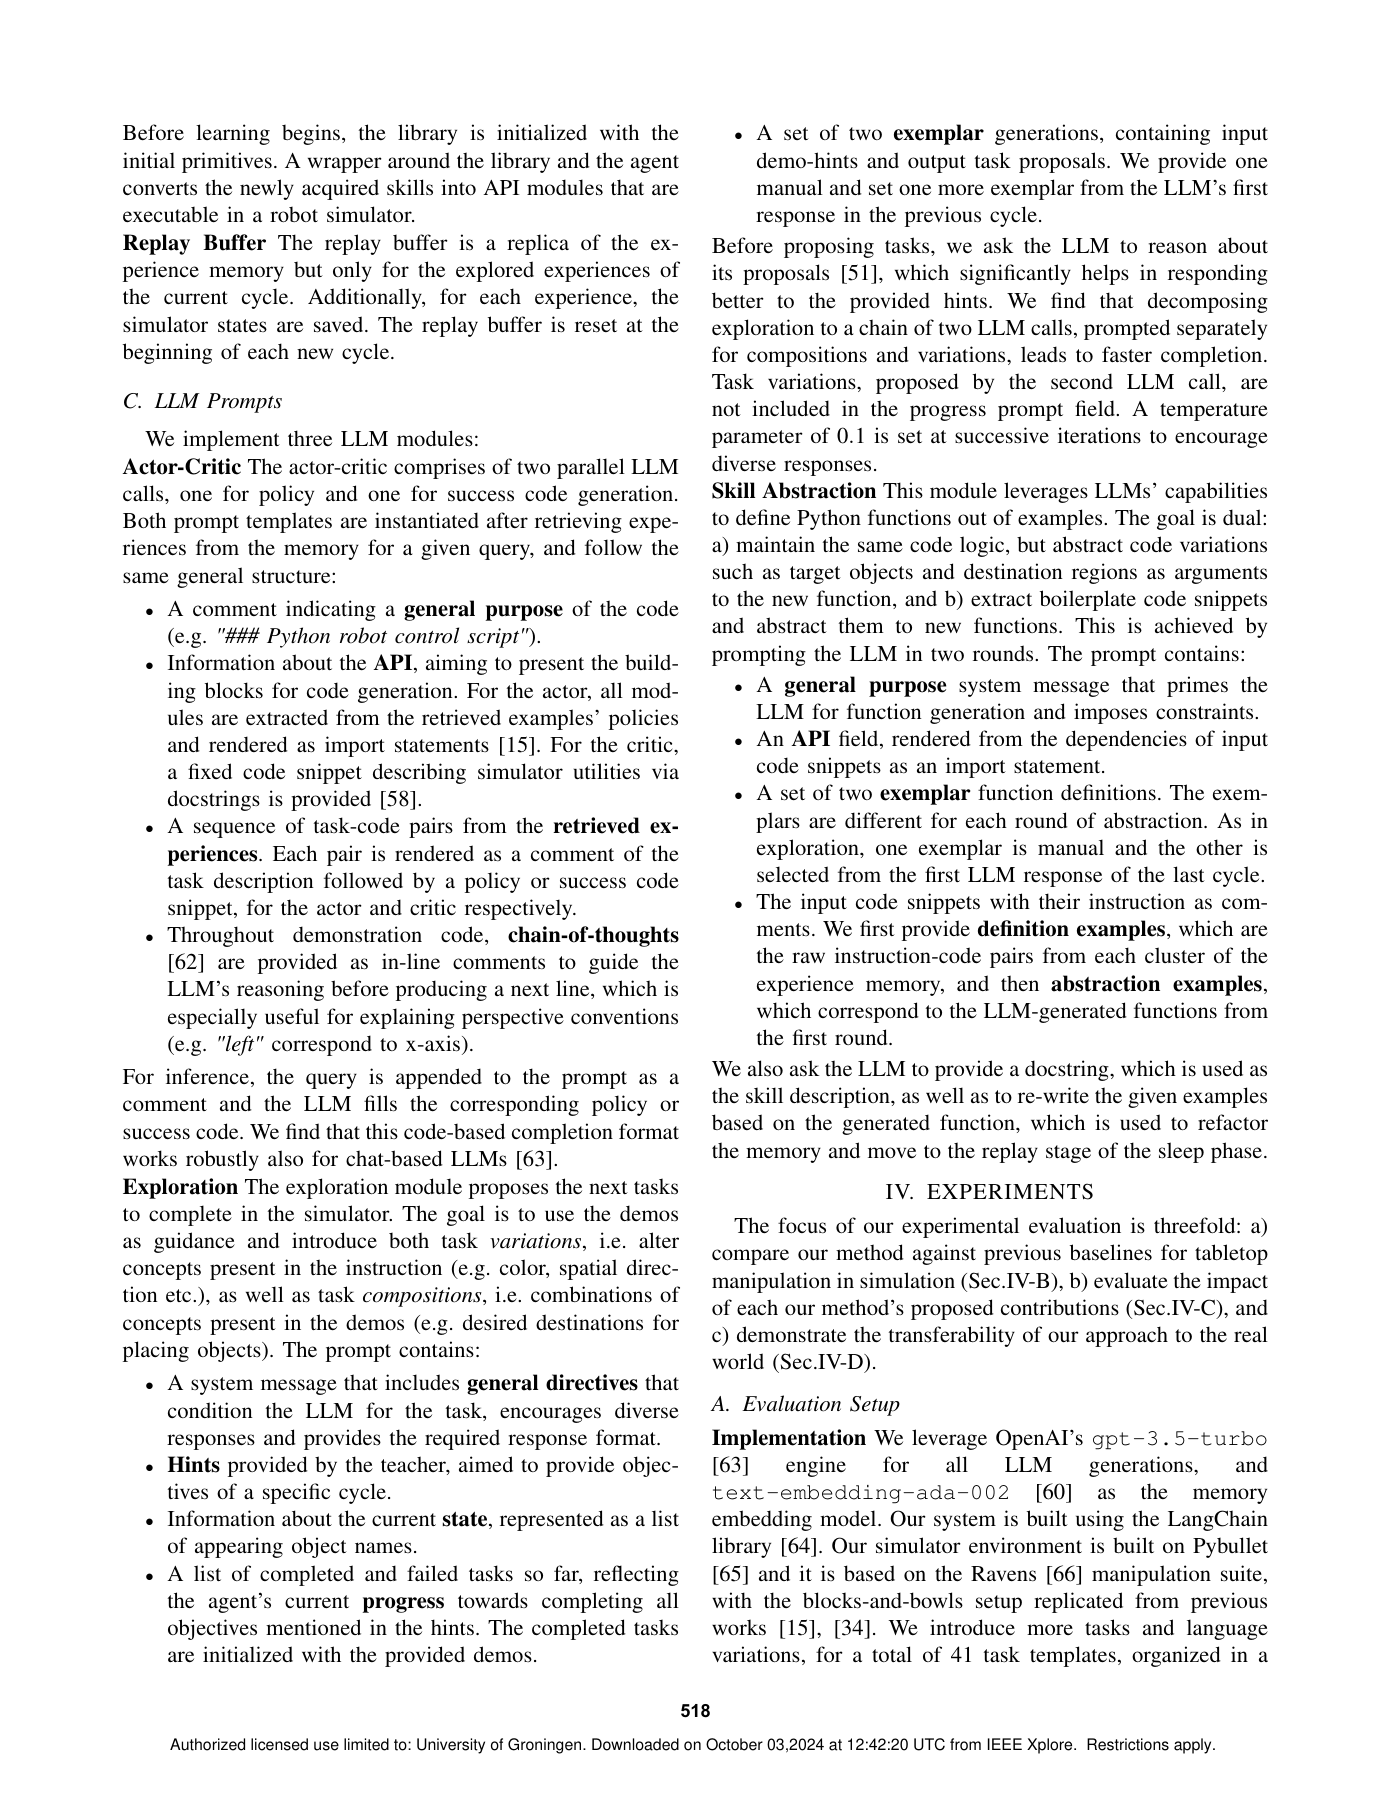 Before learning begins, the library is initialized with the
initial primitives. A wrapper around the library and the agent
converts the newly acquired skills into API modules that are
executable in a robot simulator.
Replay Buffer The replay buffer is a replica of the ex-
perience memory but only for the explored experiences of
the current cycle. Additionally, for each experience, the
simulator states are saved. The replay buffer is reset at the
beginning of each new cycle.
C. LLM Prompts
We implement three LLM modules:
Actor-Critic The actor-critic comprises of two parallel LLM
calls, one for policy and one for success code generation.
Both prompt templates are instantiated after retrieving expe-
riences from the memory for a given query, and follow the
same general structure:
• A comment indicating a general purpose of the code
(e.g. "### Python robot control script").
• Information about the API, aiming to present the build-
ing blocks for code generation. For the actor, all mod-
ules are extracted from the retrieved examples' policies
and rendered as import statements [15]. For the critic,
a fixed code snippet describing simulator utilities via
docstrings is provided [58].
• A sequence of task-code pairs from the retrieved ex-
periences. Each pair is rendered as a comment of the
task description followed by a policy or success code
snippet, for the actor and critic respectively.
• Throughout demonstration code, chain-of-thoughts
[62] are provided as in-line comments to guide the
LLM's reasoning before producing a next line, which is
especially useful for explaining perspective conventions
(e.g. "left" correspond to x-axis).
For inference, the query is appended to the prompt as a
comment and the LLM fills the corresponding policy or
success code. We find that this code-based completion format
works robustly also for chat-based LLMs [63].
Exploration The exploration module proposes the next tasks
to complete in the simulator. The goal is to use the demos
as guidance and introduce both task variations, i.e. alter
concepts present in the instruction (e.g. color, spatial direc-
tion etc.), as well as task compositions, i.e. combinations of
concepts present in the demos (e.g. desired destinations for
placing objects). The prompt contains:
• A system message that includes general directives that
condition the LLM for the task, encourages diverse
responses and provides the required response format.
• Hints provided by the teacher, aimed to provide objec-
tives of a specific cycle.
• Information about the current state, represented as a list
of appearing object names.
• A list of completed and failed tasks so far, reflecting
the agent's current progress towards completing all
objectives mentioned in the hints. The completed tasks
are initialized with the provided demos.
• A set of two exemplar generations, containing input
demo-hints and output task proposals. We provide one
manual and set one more exemplar from the LLM's first
response in the previous cycle.
Before proposing tasks, we ask the LLM to reason about
its proposals [51], which significantly helps in responding
better to the provided hints. We find that decomposing
exploration to a chain of two LLM calls, prompted separately
for compositions and variations, leads to faster completion.
Task variations, proposed by the second LLM call, are
not included in the progress prompt field. A temperature
parameter of 0.1 is set at successive iterations to encourage
diverse responses.
Skill Abstraction This module leverages LLMs' capabilities
to define Python functions out of examples. The goal is dual:
a) maintain the same code logic, but abstract code variations
such as target objects and destination regions as arguments
to the new function, and b) extract boilerplate code snippets
and abstract them to new functions. This is achieved by
prompting the LLM in two rounds. The prompt contains:
• A general purpose system message that primes the
LLM for function generation and imposes constraints.
• An API field, rendered from the dependencies of input
code snippets as an import statement.
• A set of two exemplar function definitions. The exem-
plars are different for each round of abstraction. As in
exploration, one exemplar is manual and the other is
selected from the first LLM response of the last cycle.
• The input code snippets with their instruction as com-
ments. We first provide definition examples, which are
the raw instruction-code pairs from each cluster of the
experience memory, and then abstraction examples,
which correspond to the LLM-generated functions from
the first round.
We also ask the LLM to provide a docstring, which is used as
the skill description, as well as to re-write the given examples
based on the generated function, which is used to refactor
the memory and move to the replay stage of the sleep phase.
IV. EXPERIMENTS
The focus of our experimental evaluation is threefold: a)
compare our method against previous baselines for tabletop
manipulation in simulation (Sec.IV-B), b) evaluate the impact
of each our method's proposed contributions (Sec.IV-C), and
c) demonstrate the transferability of our approach to the real
world (Sec.IV-D).
A. Evaluation Setup
Implementation We leverage OpenAI's gpt-3.5-turbo
[63] engine for all LLM generations, and
text-embedding-ada-002 [60] as the memory
embedding model. Our system is built using the LangChain
library [64]. Our simulator environment is built on Pybullet
[65] and it is based on the Ravens [66] manipulation suite,
with the blocks-and-bowls setup replicated from previous
works [15], [34]. We introduce more tasks and language
variations, for a total of 41 task templates, organized in a
518
Authorized licensed use limited to: University of Groningen. Downloaded on October 03,2024 at 12:42:20 UTC from IEEE Xplore. Restrictions apply.